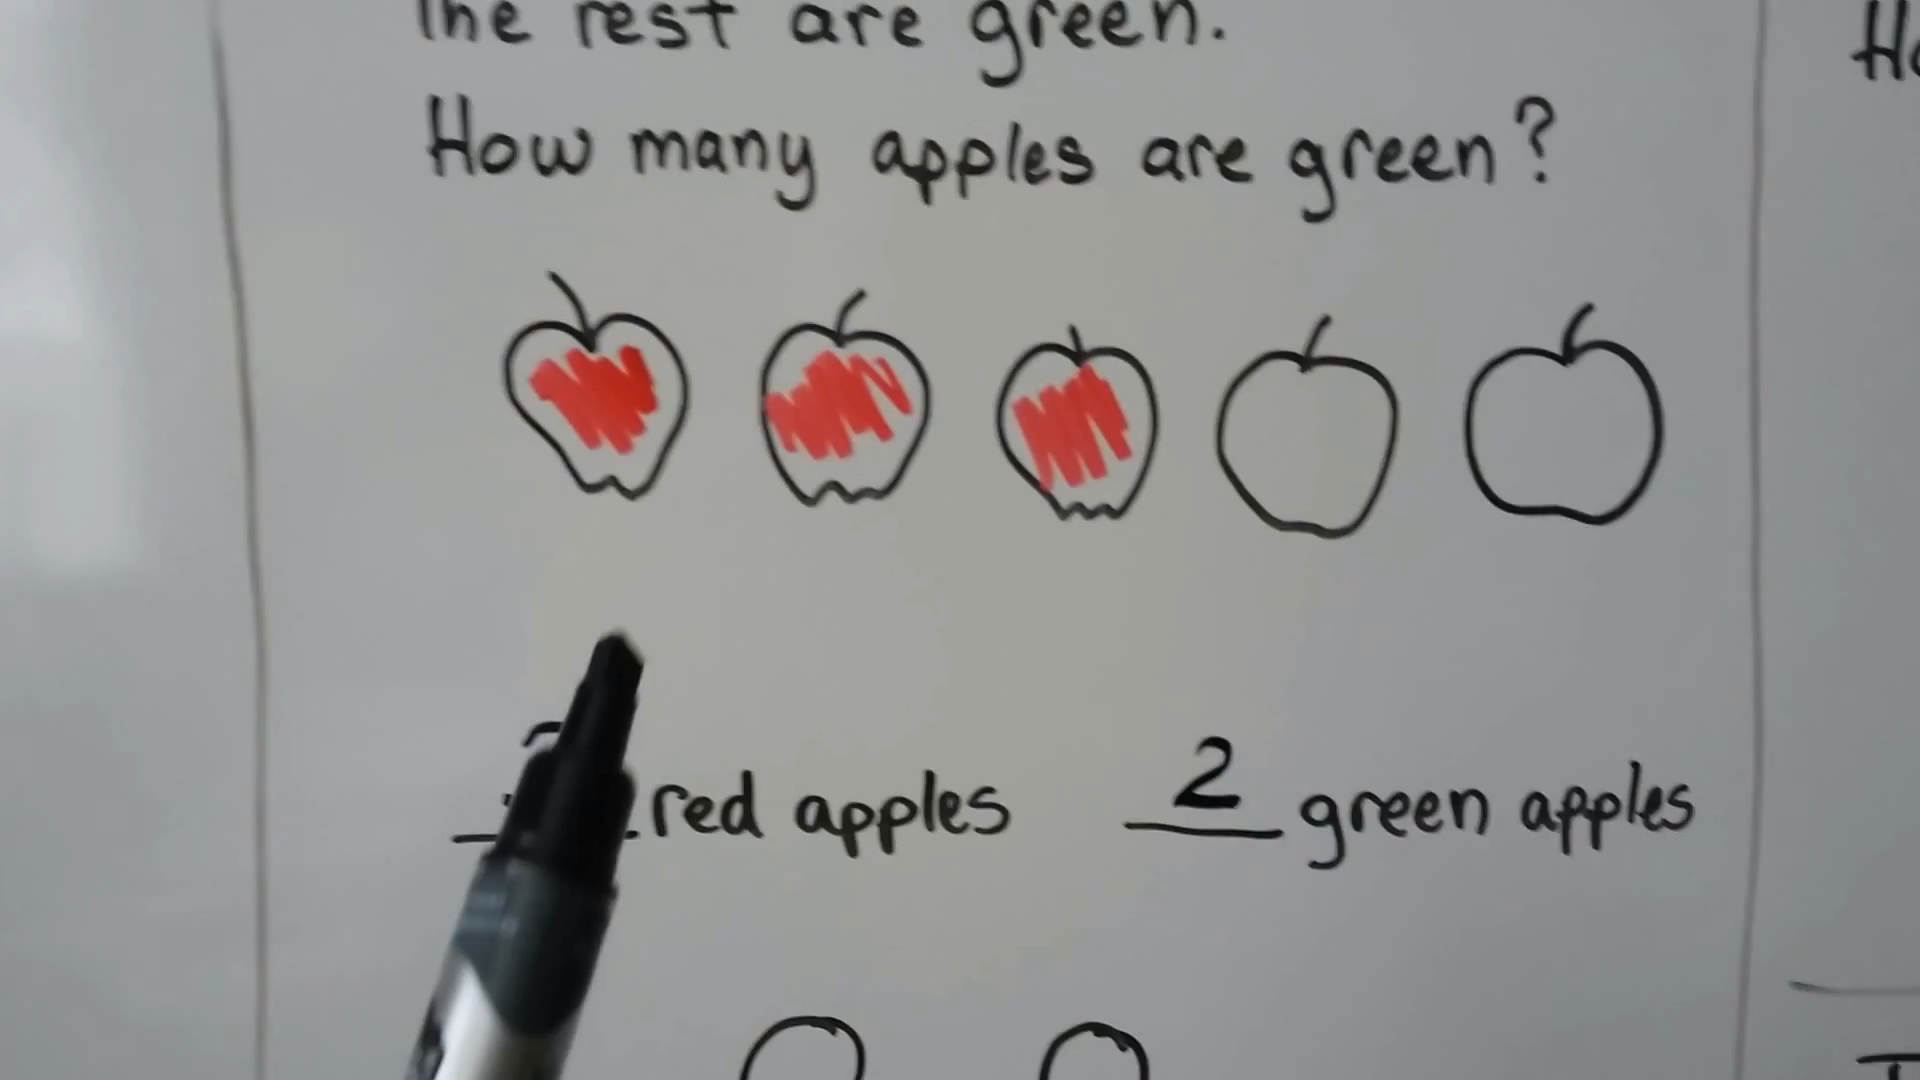 The rest are green.
How many apples are green?
red apples 2 green apples